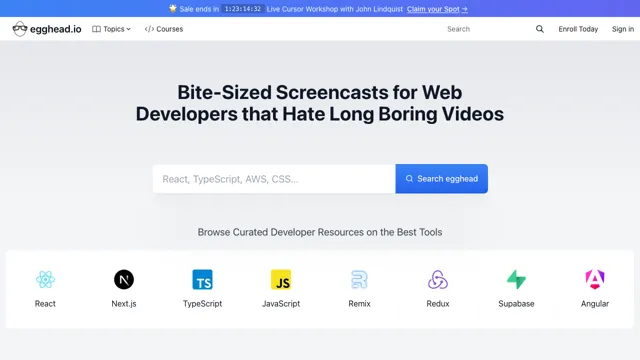 Sale ends in 1:23:14:32 Live Cursor Workshop with John Lindquist Claim your Spot →
egghead.io Topics Courses Search Enroll Today Sign in
Bite-Sized Screencasts for Web
Developers that Hate Long Boring Videos
React, TypeScript, AWS, CSS... Search egghead
Browse Curated Developer Resources on the Best Tools
N TS JS
React Next.js TypeScript JavaScript Remix Redux Supabase Angular